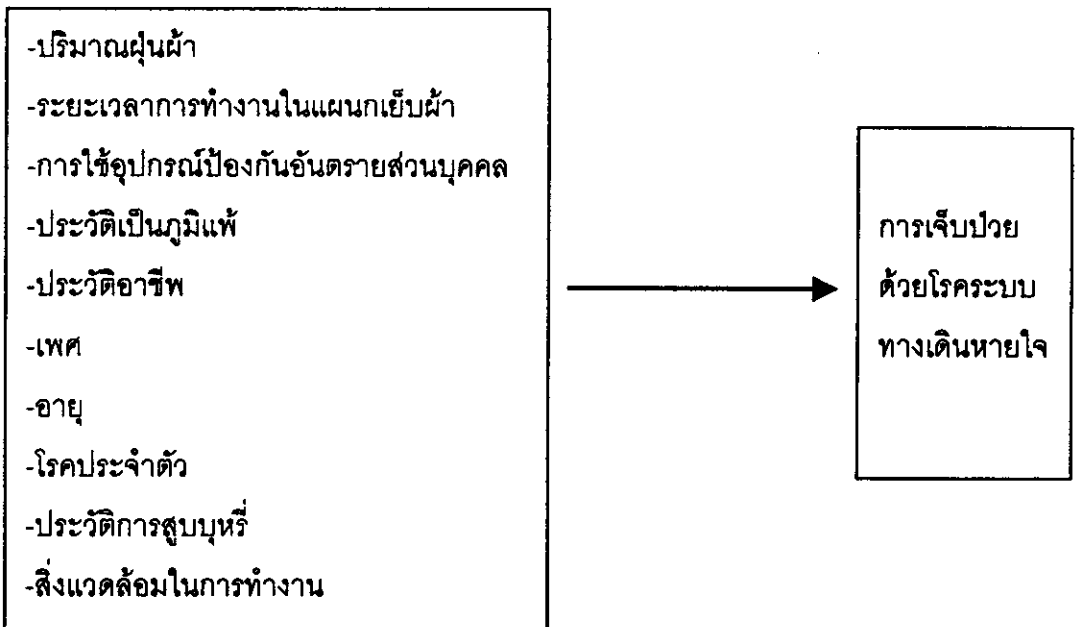 -ปริมาณฝุ่นผ้า
-ระยะเวลาการทำงานในแผนกเย็บผ้า
-การใช้อุปกรณ์ป้องกันอันตรายส่วนบุคคล
-ประวัติเป็นภูมิแพ้
-ประวัติอาชีพ
-เพศ
-อายุ
-โรคประจำตัว
-ประวัติการสูบบุหรี่
-สิ่งแวดล้อมในการทำงาน
การเจ็บป่วย
ด้วยโรคระบบ
ทางเดินหายใจ